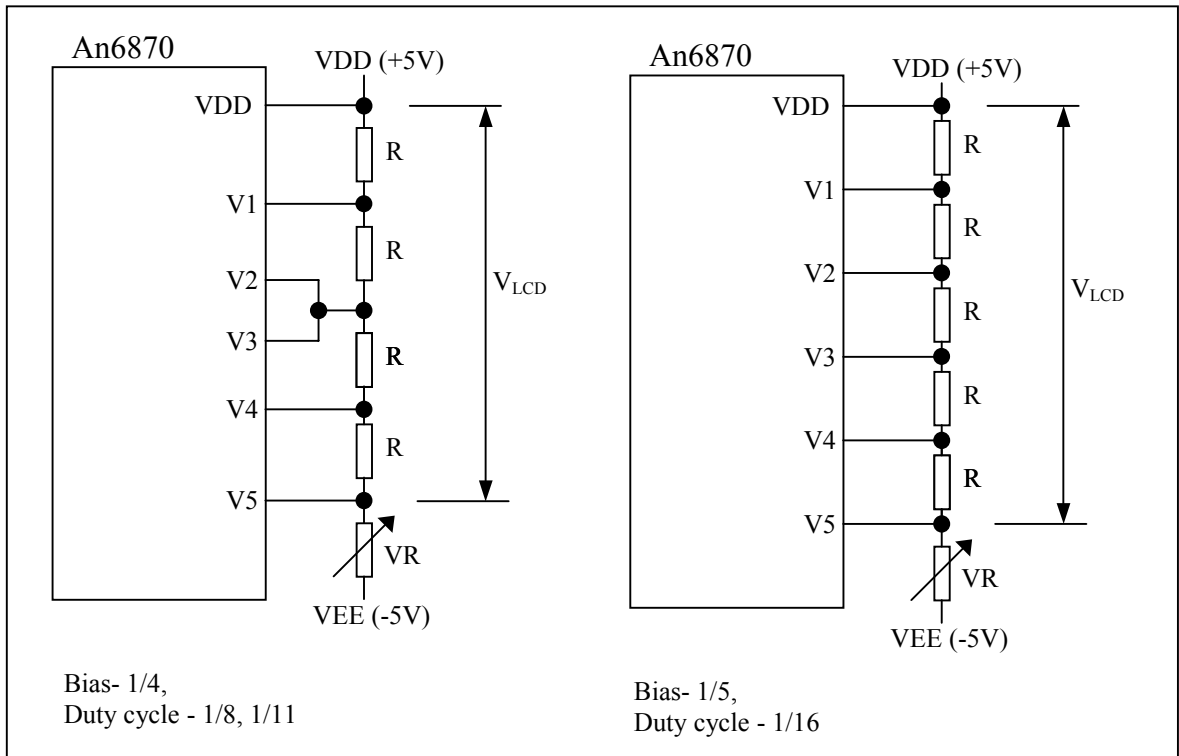 An6870
VDD (+5V)
VDD
R
V1
R
V2
V3
R
V4
R
V5
VR
VEE (-5V)
VLCD
Bias- 1/4,
Duty cycle - 1/8, 1/11
An6870
VDD (+5V)
VDD
R
V1
R
V2
R
V3
R
V4
R
V5
VR
VEE (-5V)
VLCD
Bias- 1/5,
Duty cycle - 1/16